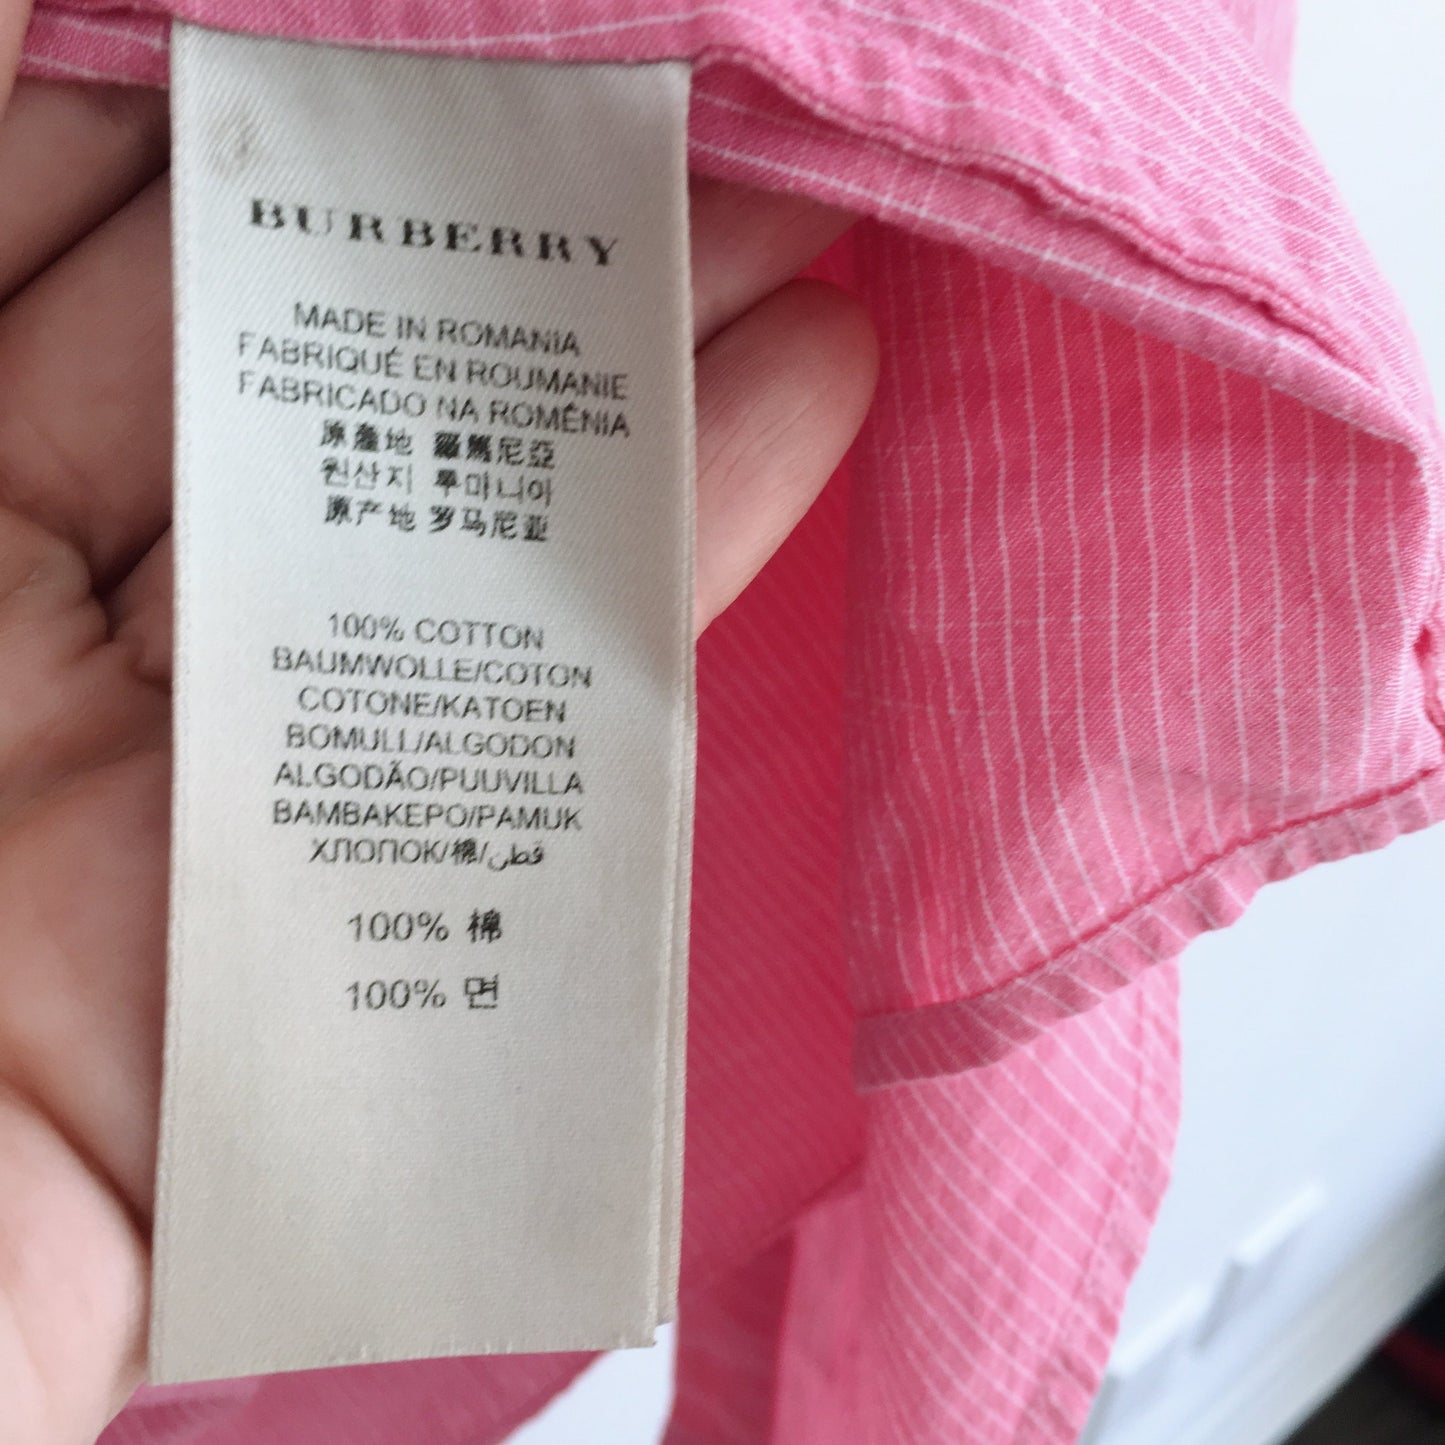 BURBERRY
MADE IN ROMANIA
FABRIQUÉ EN ROUMANIE
FABRICADO NA ROMÊNIA
原產地 羅馬尼亞
원산지 루마니아
原产地 罗马尼亚
100% COTTON
BAUMWOLLE/COTON
COTONE/KATOEN
BOMULL/ALGODON
ALGODÃO/PUUVILLA
BAMBAKEPO/PAMUK
ХЛОПОК/棉/قطن
100% 棉
100% 면